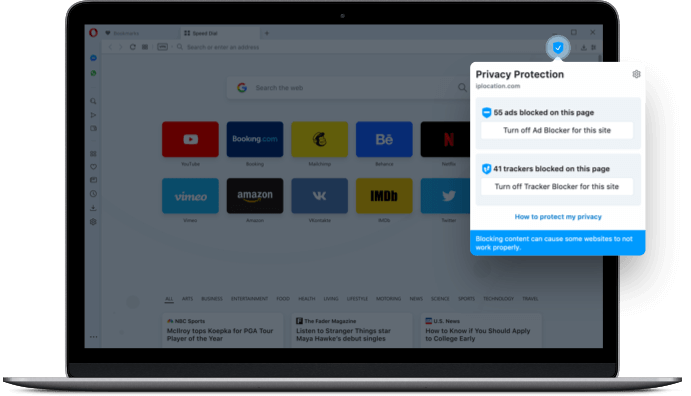 Bookmarks
Speed Dial
VPN
Search or enter an address
Search the web
YouTube
Booking.com
Booking
Mailchimp
Bē
Behance
N
Netflix
vimeo
Vimeo
amazon
Amazon
VKontakte
IMDb
IMDb
Twitter
ALL ARTS BUSINESS ENTERTAINMENT FOOD HEALTH LIVING LIFESTYLE MOTORING NEWS SCIENCE SPORTS TECHNOLOGY TRAVEL
NBC Sports
McIlroy tops Koepka for PGA Tour
Player of the Year
The Fader Magazine
Listen to Stranger Things star
Maya Hawke's debut singles
U.S. News
How to Know If You Should Apply
to College Early
Privacy Protection
iplocation.com
55 ads blocked on this page
Turn off Ad Blocker for this site
41 trackers blocked on this page
Turn off Tracker Blocker for this site
How to protect my privacy
Blocking content can cause some websites to not
work properly.